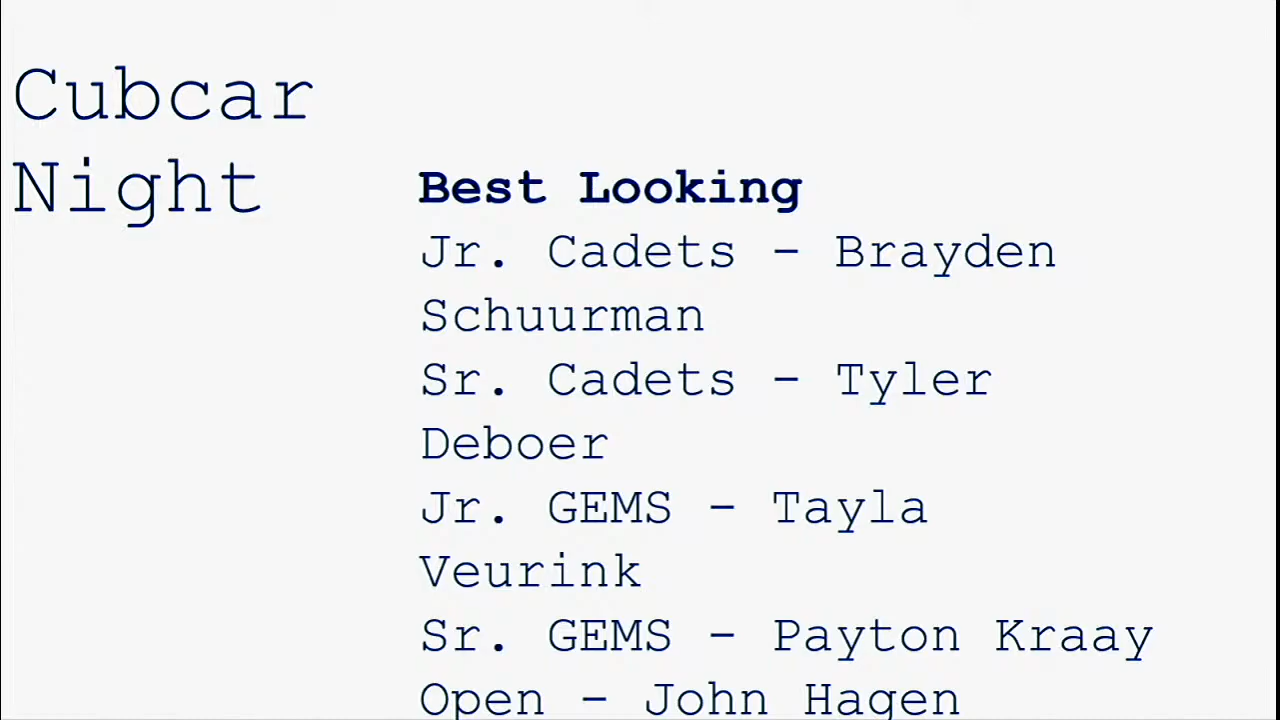 Cubcar
Night
Best Looking
Jr. Cadets - Brayden
Schuurman
Sr. Cadets - Tyler
Deboer
Jr. GEMS - Tayla
Veurink
Sr. GEMS - Payton Kraay
Open - John Hagen